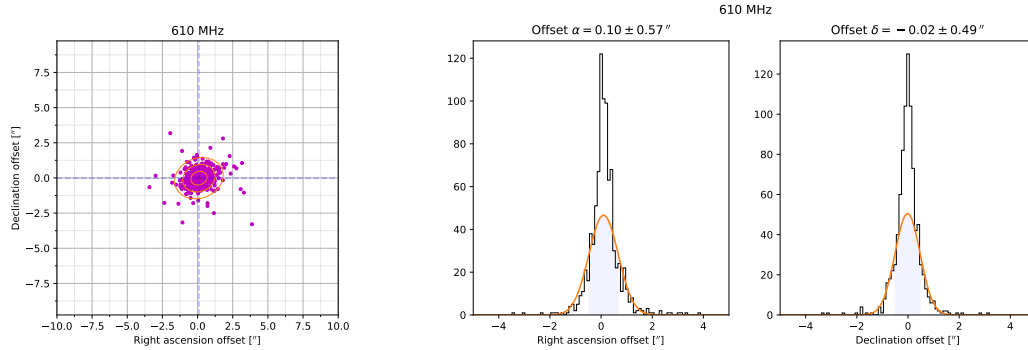 610 MHz
610 MHz
Offset α = 0.10 ± 0.57″
Offset δ = − 0.02 ± 0.49″
Declination offset [″]
7.5
5.0
2.5
0.0
−2.5
−5.0
−7.5
−10.0 −7.5 −5.0 −2.5 0.0 2.5 5.0 7.5 10.0
Right ascension offset [″]
120
100
80
60
40
20
0
−4 −2 0 2 4
Right ascension offset [″]
120
100
80
60
40
20
0
−4 −2 0 2 4
Declination offset [″]